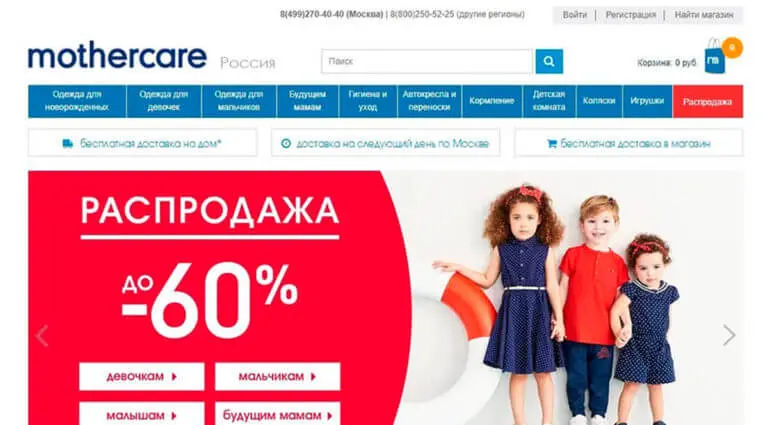 8(499)270-40-40 (Москва) | 8(800)250-52-25 (другие регионы)
Войти | Регистрация | Найти магазин
mothercare Россия
Поиск
Корзина: 0 руб.
0
m
Одежда для новорожденных
Одежда для девочек
Одежда для мальчиков
Будущим мамам
Гигиена и уход
Автокресла и переноски
Кормление
Детская комната
Коляски
Игрушки
Распродажа
бесплатная доставка на дом*
доставка на следующий день по Москве
бесплатная доставка в магазин
РАСПРОДАЖА
ДО
-60%
девочкам
мальчикам
малышам
будущим мамам